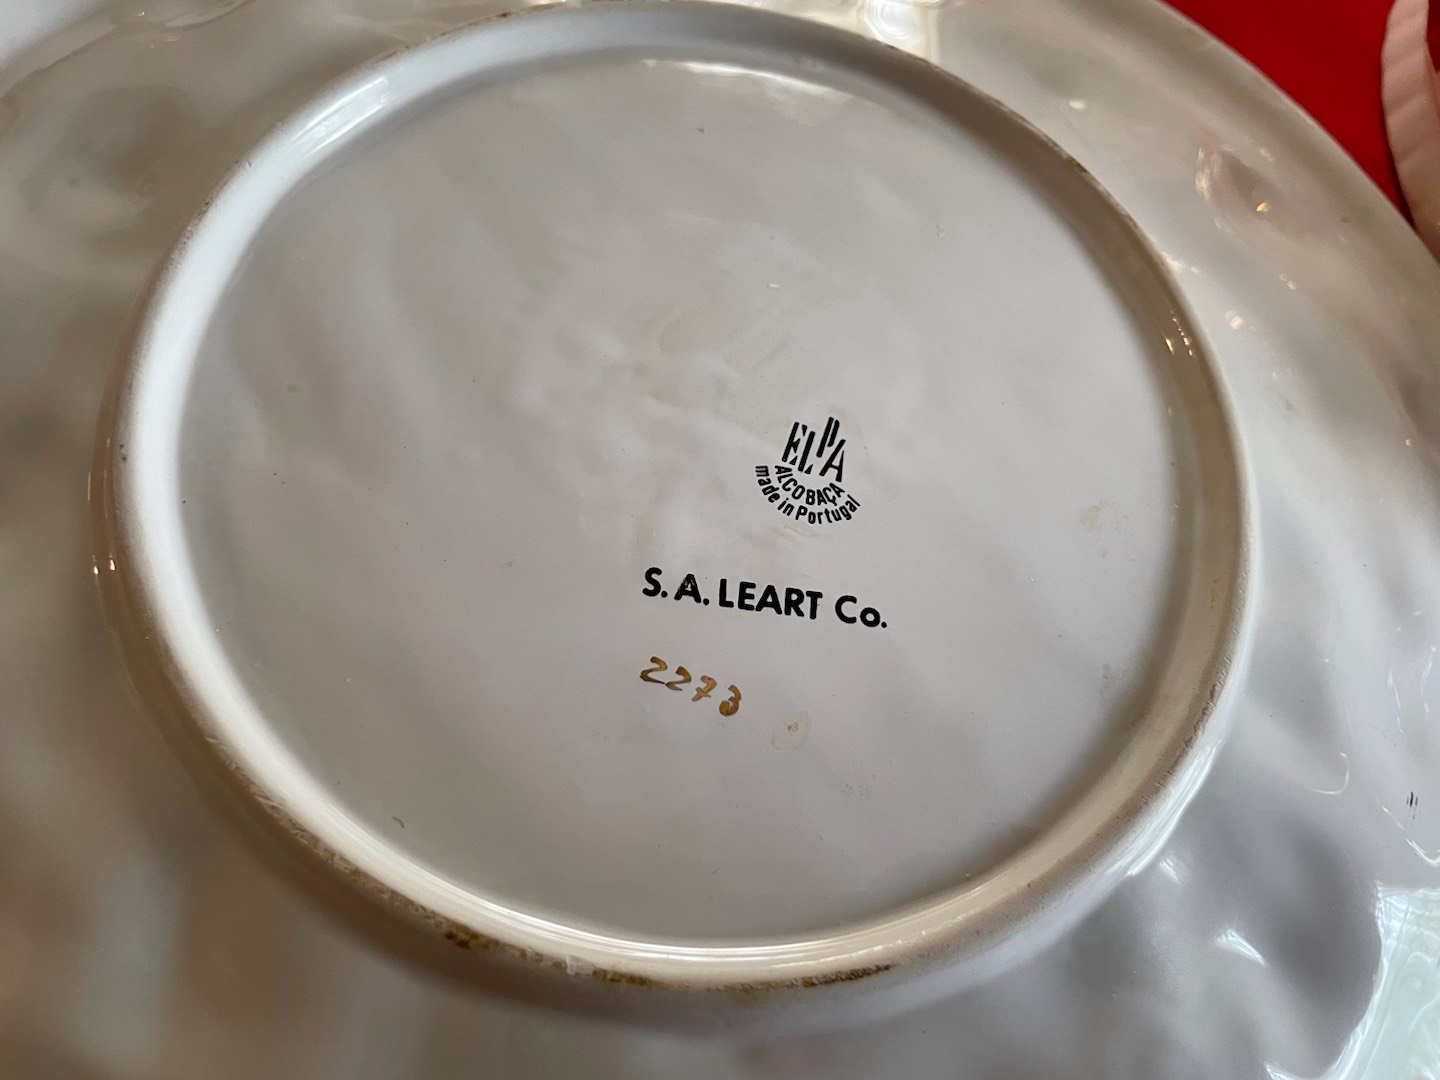 ELPA
ALCOBAÇA
made in Portugal
S.A. LEART Co.
2273